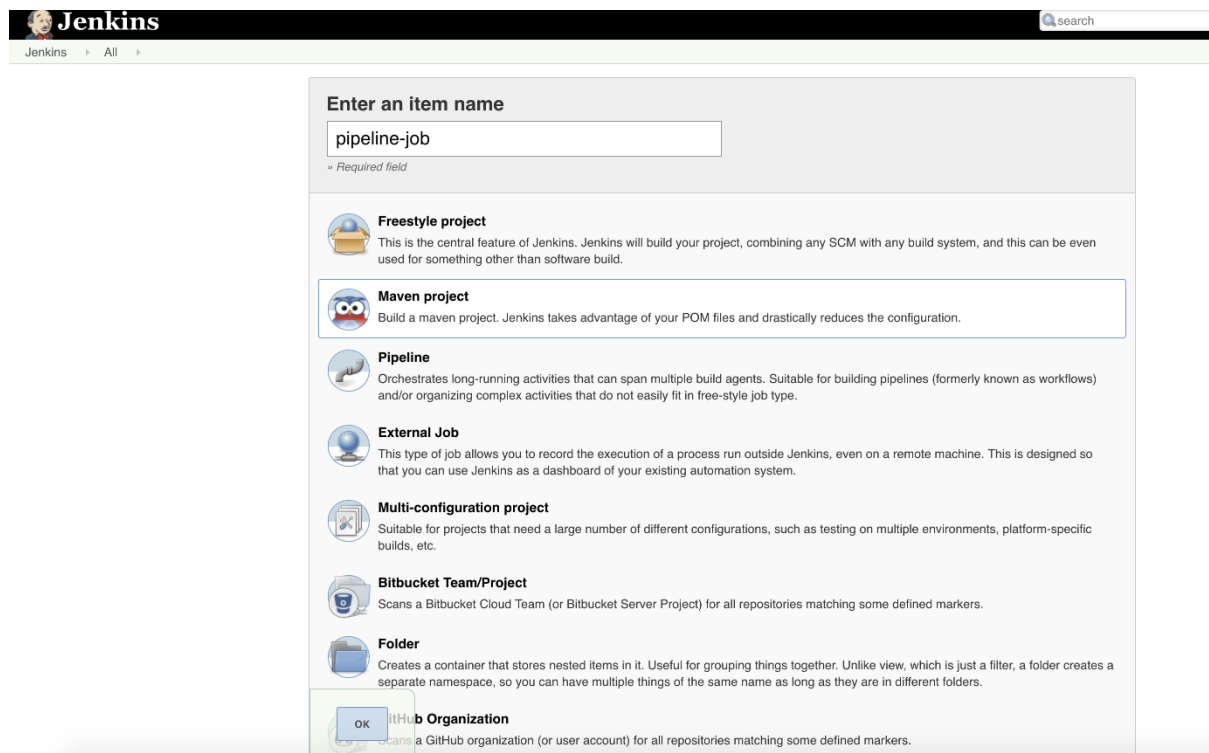 Jenkins
search
Jenkins All
Enter an item name
pipeline-job
» Required field
Freestyle project
This is the central feature of Jenkins. Jenkins will build your project, combining any SCM with any build system, and this can be even
used for something other than software build.
Maven project
Build a maven project. Jenkins takes advantage of your POM files and drastically reduces the configuration.
Pipeline
Orchestrates long-running activities that can span multiple build agents. Suitable for building pipelines (formerly known as workflows)
and/or organizing complex activities that do not easily fit in free-style job type.
External Job
This type of job allows you to record the execution of a process run outside Jenkins, even on a remote machine. This is designed so
that you can use Jenkins as a dashboard of your existing automation system.
Multi-configuration project
Suitable for projects that need a large number of different configurations, such as testing on multiple environments, platform-specific
builds, etc.
Bitbucket Team/Project
Scans a Bitbucket Cloud Team (or Bitbucket Server Project) for all repositories matching some defined markers.
Folder
Creates a container that stores nested items in it. Useful for grouping things together. Unlike view, which is just a filter, a folder creates a
separate namespace, so you can have multiple things of the same name as long as they are in different folders.
GitHub Organization
OK
Scans a GitHub organization (or user account) for all repositories matching some defined markers.